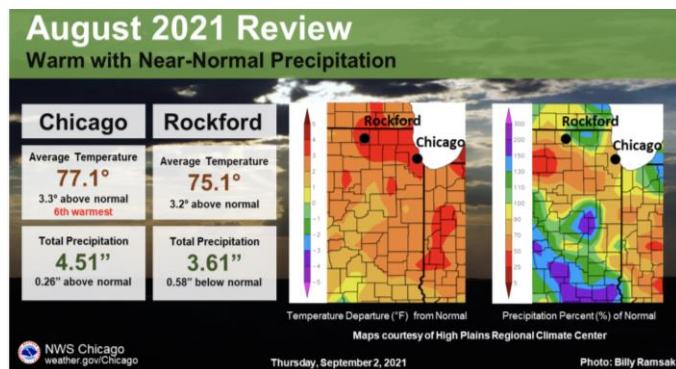 August 2021 Review
Warm with Near-Normal Precipitation
Chicago
Average Temperature
77.1°
3.3° above normal
6th warmest
Total Precipitation
4.51”
0.26” above normal
Rockford
Average Temperature
75.1°
3.2° above normal
Total Precipitation
3.61”
0.58” below normal
Rockford
Chicago
Temperature Departure (°F) from Normal
Rockford
Chicago
Precipitation Percent (%) of Normal
Maps courtesy of High Plains Regional Climate Center
NWS Chicago
weather.gov/Chicago
Thursday, September 2, 2021
Photo: Billy Ramsak